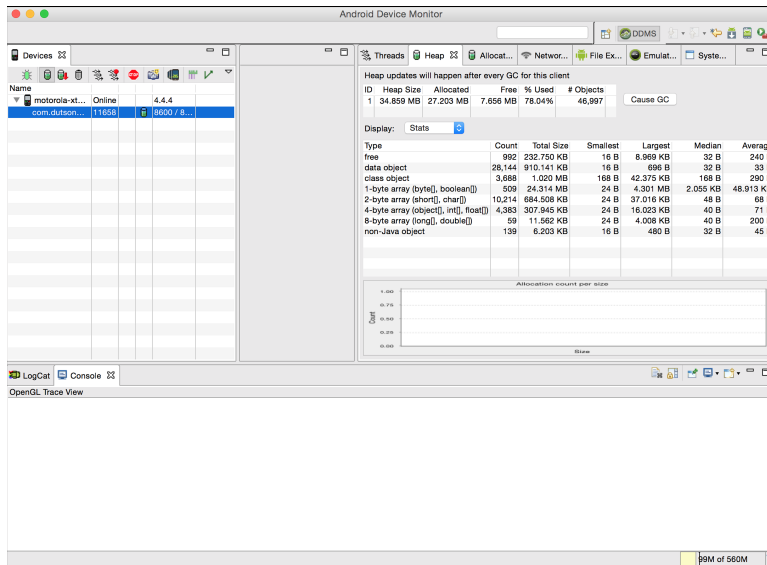 Android Device Monitor
DDMS
Devices
Threads Heap Allocat... Networ... File Ex... Emulat... Syste...
Heap updates will happen after every GC for this client
Name
ID Heap Size Allocated Free % Used # Objects
motorola-xt... Online 4.4.4
1 34.859 MB 27.203 MB 7.656 MB 78.04% 46,997 Cause GC
com.dutson... 11658 8600 / 8...
Display: Stats
Type Count Total Size Smallest Largest Median Averag
free 992 232.750 KB 16 B 8.969 KB 32 B 240
data object 28,144 910.141 KB 16 B 696 B 32 B 33
class object 3,688 1.020 MB 168 B 42.375 KB 168 B 290
1-byte array (byte[], boolean[]) 509 24.314 MB 24 B 4.301 MB 2.055 KB 48.913 K
2-byte array (short[], char[]) 10,214 684.508 KB 24 B 37.016 KB 48 B 68
4-byte array (object[], int[], float[]) 4,383 307.945 KB 24 B 16.023 KB 40 B 71
8-byte array (long[], double[]) 59 11.562 KB 24 B 4.008 KB 40 B 200
non-Java object 139 6.203 KB 16 B 480 B 32 B 45
Allocation count per size
1.00
0.75
Count
0.50
0.25
0.00
Size
LogCat Console
OpenGL Trace View
99M of 560M